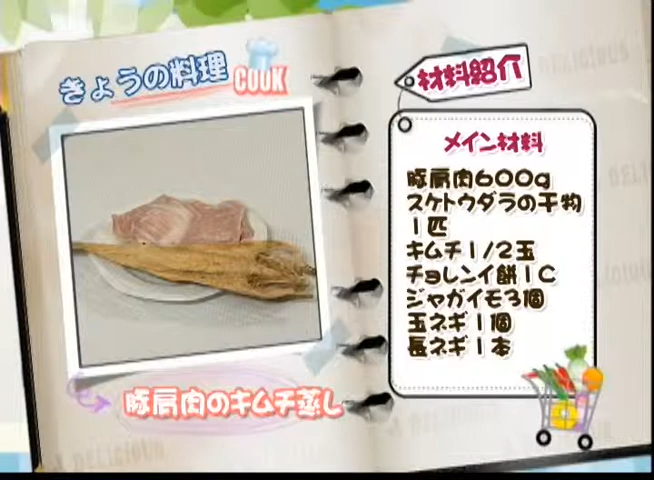 きょうの料理
COOK
豚肩肉のキムチ蒸し
材料紹介
メイン材料
豚肩肉600g
スケトウダラの干物
1匹
キムチ1/2玉
チョレンイ餅1C
ジャガイモ3個
玉ネギ1個
長ネギ1本